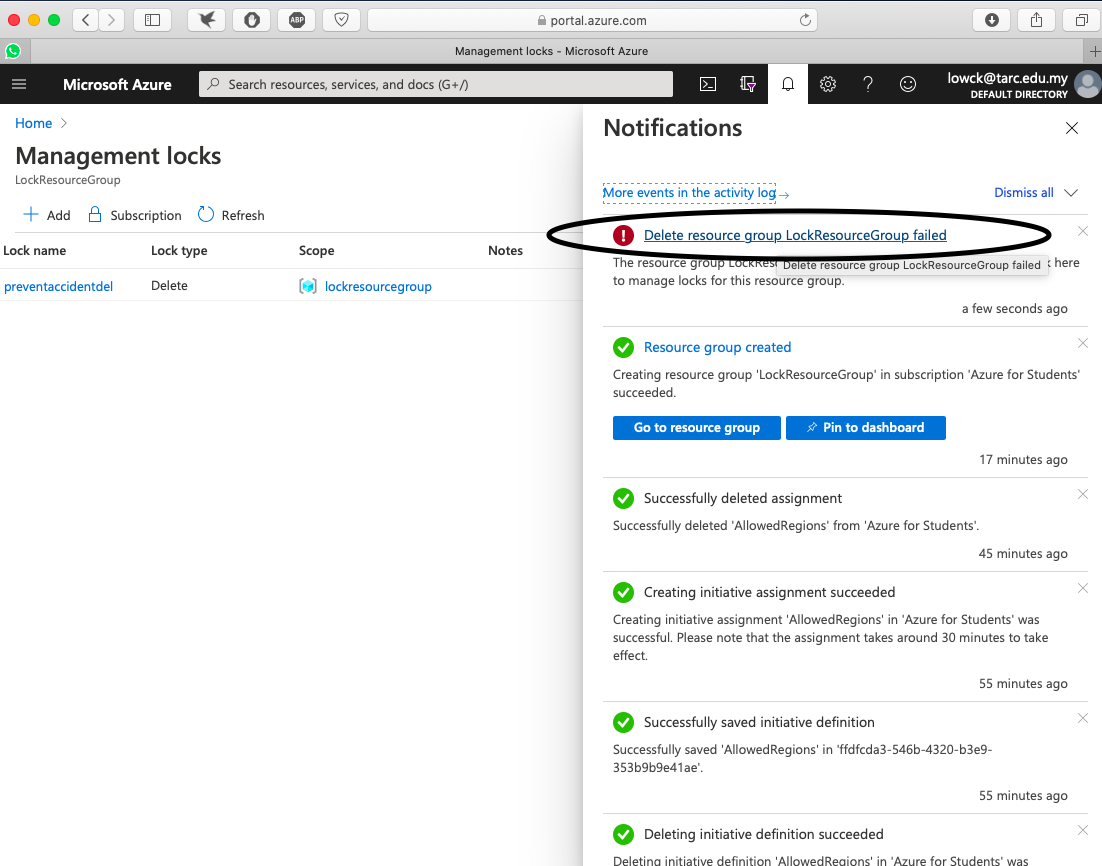 portal.azure.com
ABP
Management locks - Microsoft Azure
Microsoft Azure
Search resources, services, and docs (G+/)
lowck@tarc.edu.my
DEFAULT DIRECTORY
Home
Management locks
LockResourceGroup
Add
Subscription
Refresh
Lock name Lock type Scope Notes
preventaccidentdel Delete lockresourcegroup
Notifications
More events in the activity log →
Dismiss all
Delete resource group LockResourceGroup failed
The resource group
Delete resource group LockResourceGroup failed
here
to manage locks for this resource group.
a few seconds ago
Resource group created
Creating resource group 'LockResourceGroup' in subscription 'Azure for Students'
succeeded.
Go to resource group
Pin to dashboard
17 minutes ago
Successfully deleted assignment
Successfully deleted 'AllowedRegions' from 'Azure for Students'.
45 minutes ago
Creating initiative assignment succeeded
Creating initiative assignment 'AllowedRegions' in 'Azure for Students' was
successful. Please note that the assignment takes around 30 minutes to take
effect.
55 minutes ago
Successfully saved initiative definition
Successfully saved 'AllowedRegions' in 'ffdfcda3-546b-4320-b3e9-
353b9b9e41ae'.
55 minutes ago
Deleting initiative definition succeeded
Deleting initiative definition 'AllowedRegions' in 'Azure for Students' was